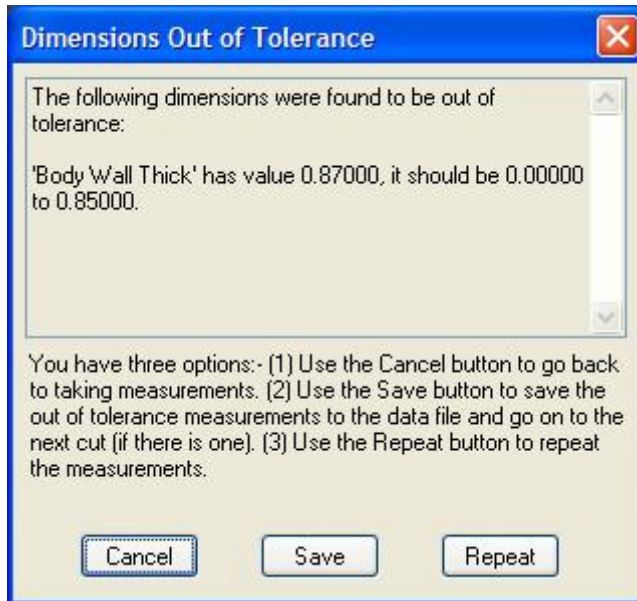 Dimensions Out of Tolerance
The following dimensions were found to be out of
tolerance:
'Body Wall Thick' has value 0.87000, it should be 0.00000
to 0.85000.
You have three options:- (1) Use the Cancel button to go back
to taking measurements. (2) Use the Save button to save the
out of tolerance measurements to the data file and go on to the
next cut (if there is one). (3) Use the Repeat button to repeat
the measurements.
Cancel Save Repeat